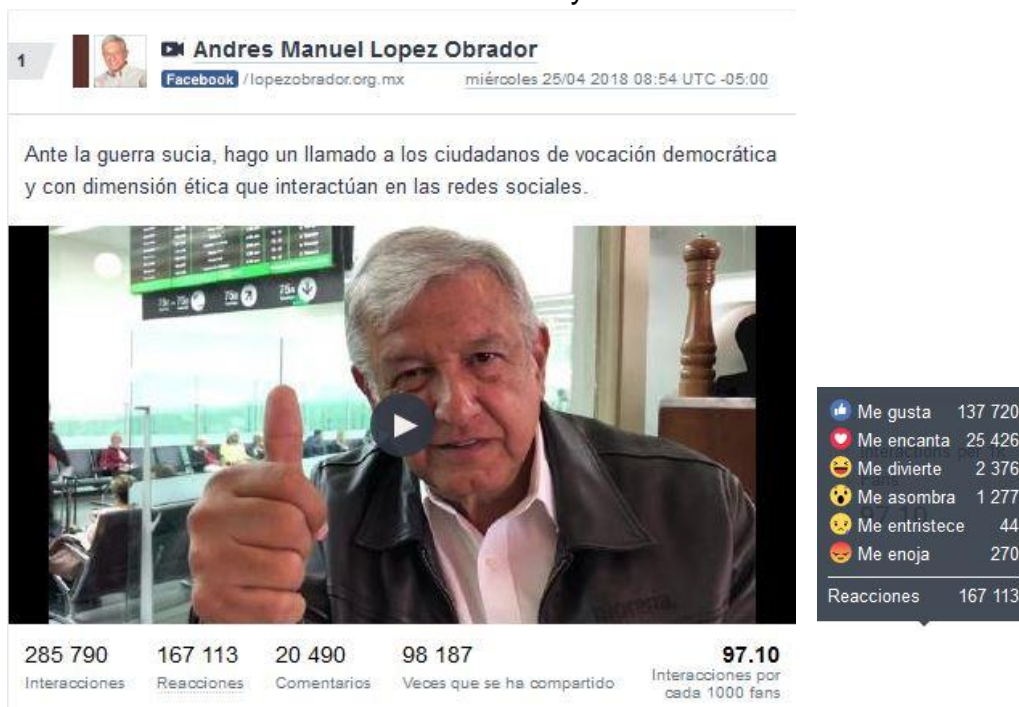 1
Andres Manuel Lopez Obrador
Facebook /lopezobrador.org.mx miércoles 25/04 2018 08:54 UTC -05:00
Ante la guerra sucia, hago un llamado a los ciudadanos de vocación democrática
y con dimensión ética que interactúan en las redes sociales.
75a
75a
morena
Me gusta 137 720
Me encanta 25 426
Me divierte 2 376
Me asombra 1 277
Me entristece 44
Me enoja 270
Reacciones 167 113
285 790 167 113 20 490 98 187 97.10
Interacciones Reacciones Comentarios Veces que se ha compartido Interacciones por
cada 1000 fans